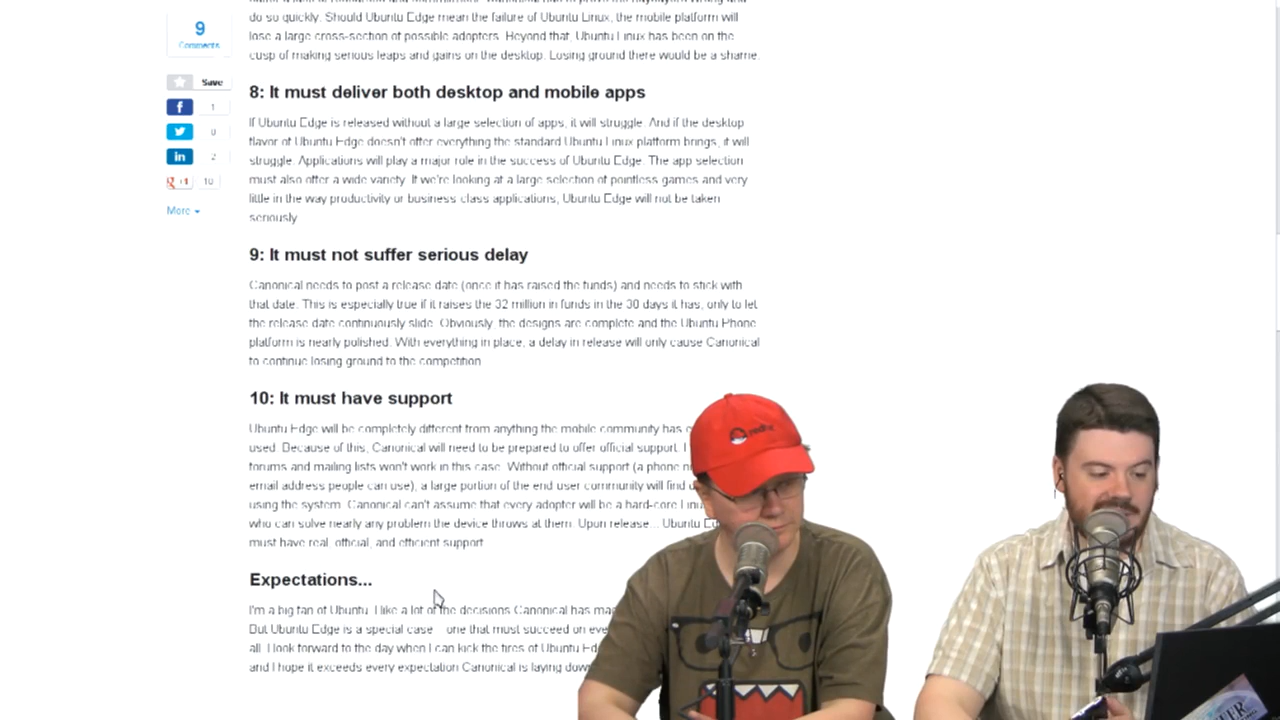 do so quickly. Should Ubuntu Edge mean the failure of Ubuntu Linux, the mobile platform will
lose a large cross-section of possible adopters. Beyond that, Ubuntu Linux has been on the
cusp of making serious leaps and gains on the desktop. Losing ground there would be a shame.
9
Comments
Save
1
0
in 2
g +1 10
More
8: It must deliver both desktop and mobile apps
If Ubuntu Edge is released without a large selection of apps, it will struggle. And if the desktop
flavor of Ubuntu Edge doesn't offer everything the standard Ubuntu Linux platform brings, it will
struggle. Applications will play a major role in the success of Ubuntu Edge. The app selection
must also offer a wide variety. If we're looking at a large selection of pointless games and very
little in the way productivity or business class applications, Ubuntu Edge will not be taken
seriously.
9: It must not suffer serious delay
Canonical needs to post a release date (once it has raised the funds) and needs to stick with
that date. This is especially true if it raises the 32 million in funds in the 30 days it has, only to let
the release date continuously slide. Obviously, the designs are complete and the Ubuntu Phone
platform is nearly polished. With everything in place, a delay in release will only cause Canonical
to continue losing ground to the competition.
10: It must have support
Ubuntu Edge will be completely different from anything the mobile community has
used. Because of this, Canonical will need to be prepared to offer official support.
forums and mailing lists won't work in this case. Without official support (a phone
email address people can use), a large portion of the end user community will find
using the system. Canonical can't assume that every adopter will be a hard-core
who can solve nearly any problem the device throws at them. Upon release... Ubuntu
must have real, official, and efficient support.
Expectations...
I'm a big fan of Ubuntu. I like a lot of the decisions Canonical has
But Ubuntu Edge is a special case one that must succeed on
all. I look forward to the day when I can kick the tires of Ubuntu
and I hope it exceeds every expectation Canonical is laying
redhat